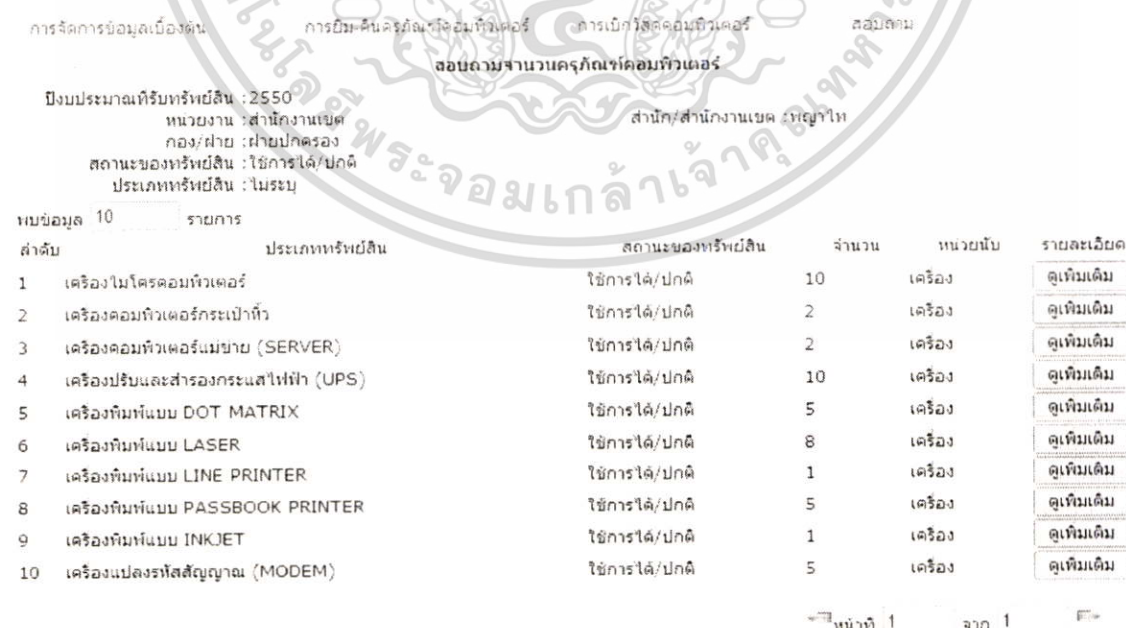 การจัดการข้อมูลเบื้องต้น การยืม-คืนครุภัณฑ์คอมพิวเตอร์ การเบิกวัสดุคอมพิวเตอร์ สอบถาม
สอบถามจำนวนครุภัณฑ์คอมพิวเตอร์
ปีงบประมาณที่รับทรัพย์สิน :2550
หน่วยงาน :สำนักงานเขต สำนัก/สำนักงานเขต :พญาไท
กอง/ฝ่าย :ฝ่ายปกครอง
สถานะของทรัพย์สิน :ใช้การได้/ปกติ
ประเภททรัพย์สิน :ไม่ระบุ
พบข้อมูล 10 รายการ
ลำดับ ประเภททรัพย์สิน สถานะของทรัพย์สิน จำนวน หน่วยนับ รายละเอียด
1 เครื่องไมโครคอมพิวเตอร์ ใช้การได้/ปกติ 10 เครื่อง ดูเพิ่มเติม
2 เครื่องคอมพิวเตอร์กระเป๋าหิ้ว ใช้การได้/ปกติ 2 เครื่อง ดูเพิ่มเติม
3 เครื่องคอมพิวเตอร์แม่ข่าย (SERVER) ใช้การได้/ปกติ 2 เครื่อง ดูเพิ่มเติม
4 เครื่องปรับและสำรองกระแสไฟฟ้า (UPS) ใช้การได้/ปกติ 10 เครื่อง ดูเพิ่มเติม
5 เครื่องพิมพ์แบบ DOT MATRIX ใช้การได้/ปกติ 5 เครื่อง ดูเพิ่มเติม
6 เครื่องพิมพ์แบบ LASER ใช้การได้/ปกติ 8 เครื่อง ดูเพิ่มเติม
7 เครื่องพิมพ์แบบ LINE PRINTER ใช้การได้/ปกติ 1 เครื่อง ดูเพิ่มเติม
8 เครื่องพิมพ์แบบ PASSBOOK PRINTER ใช้การได้/ปกติ 5 เครื่อง ดูเพิ่มเติม
9 เครื่องพิมพ์แบบ INKJET ใช้การได้/ปกติ 1 เครื่อง ดูเพิ่มเติม
10 เครื่องแปลงรหัสสัญญาณ (MODEM) ใช้การได้/ปกติ 5 เครื่อง ดูเพิ่มเติม
หน้าที่ 1 จาก 1